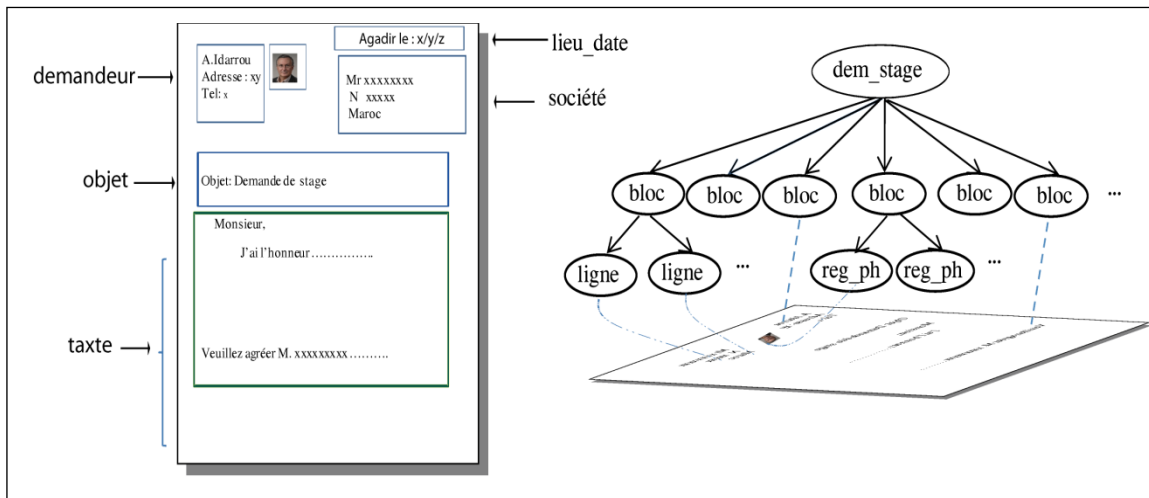 Agadir le : x/y/z
lieu_date
demandeur
A.Idarrou
Adresse : xy
Tel: x
Mr xxxxxxxx
N xxxxx
Maroc
société
objet
Objet: Demande de stage
Monsieur,
J'ai l'honneur ................
taxte
Veuillez agréer M. xxxxxxxxx ..........
dem_stage
bloc bloc bloc bloc bloc bloc ...
ligne ligne ... reg_ph reg_ph ...